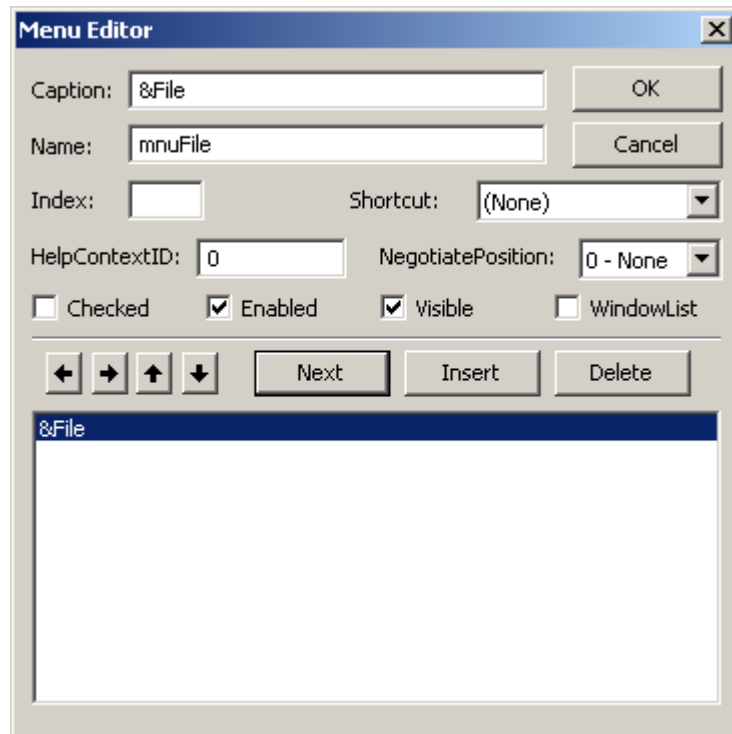 Menu Editor
Caption: &File OK
Name: mnuFile Cancel
Index: Shortcut: (None)
HelpContextID: 0 NegotiatePosition: 0 - None
Checked Enabled Visible WindowList
Next Insert Delete
&File